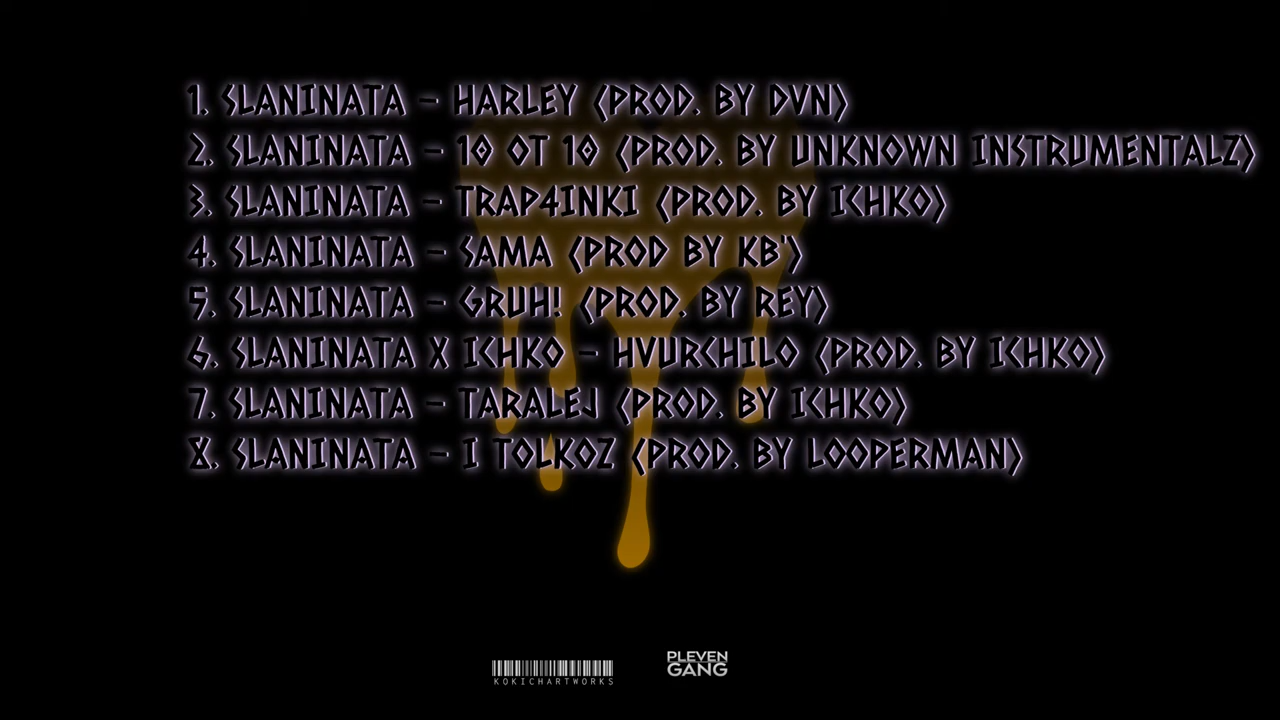 1. SLANINATA - HARLEY (PROD. BY DVN)
2. SLANINATA - 10 OT 10 (PROD. BY UNKNOWN INSTRUMENTALZ)
3. SLANINATA - TRAP4INKI (PROD. BY ICHKO)
4. SLANINATA - SAMA (PROD BY KB')
5. SLANINATA - GRUH! (PROD. BY REY)
6. SLANINATA X ICHKO - HVURCHILO (PROD. BY ICHKO)
7. SLANINATA - TARALEJ (PROD. BY ICHKO)
8. SLANINATA - I TOLKOZ (PROD. BY LOOPERMAN)
KOKICHARTWORKS
PLEVEN
GANG